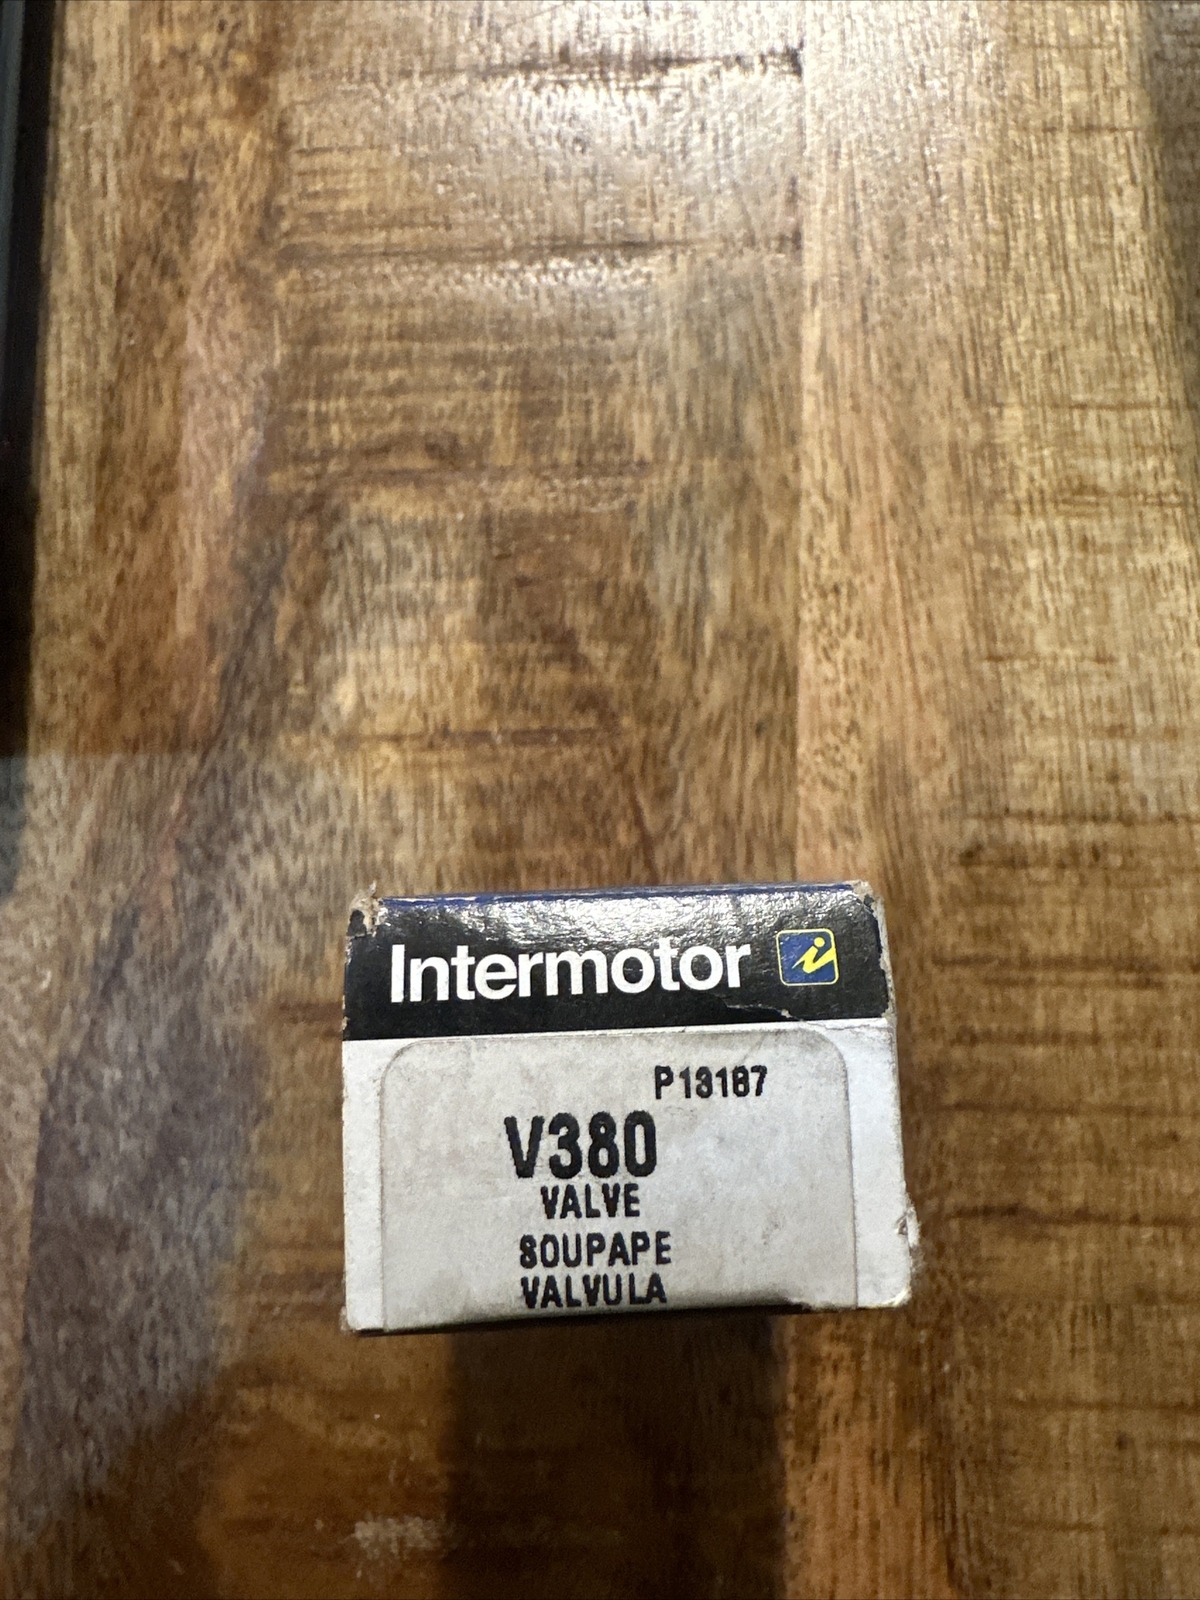 Intermotor i
P13187
V380
VALVE
SOUPAPE
VALVULA